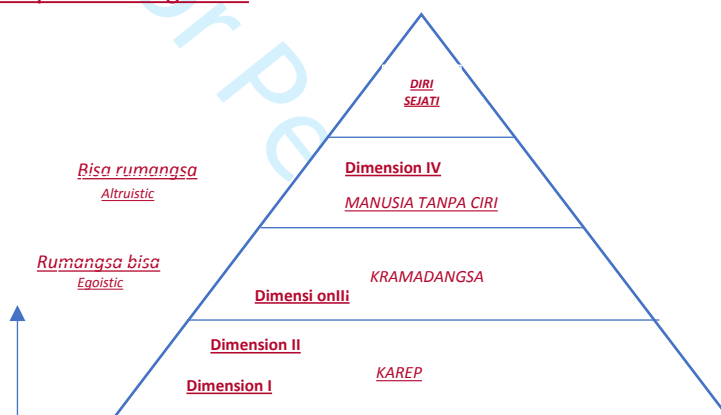 DIRI
SEJATI
Bisa rumangsa
Altruistic
Dimension IV
MANUSIA TANPA CIRI
Rumangsa bisa
Egoistic
KRAMADANGSA
Dimensi onIIi
Dimension II
KAREP
Dimension I